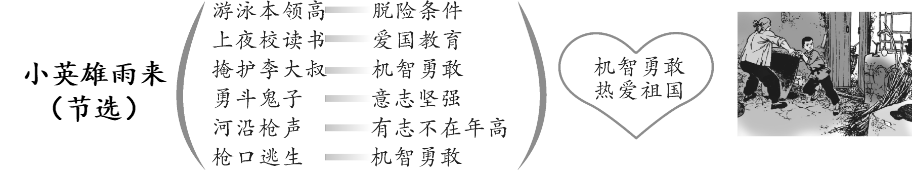 小英雄雨来
（节选）
游泳本领高 脱险条件
上夜校读书 爱国教育
掩护李大叔 机智勇敢
勇斗鬼子 意志坚强
河沿枪声 有志不在年高
枪口逃生 机智勇敢
机智勇敢
热爱祖国